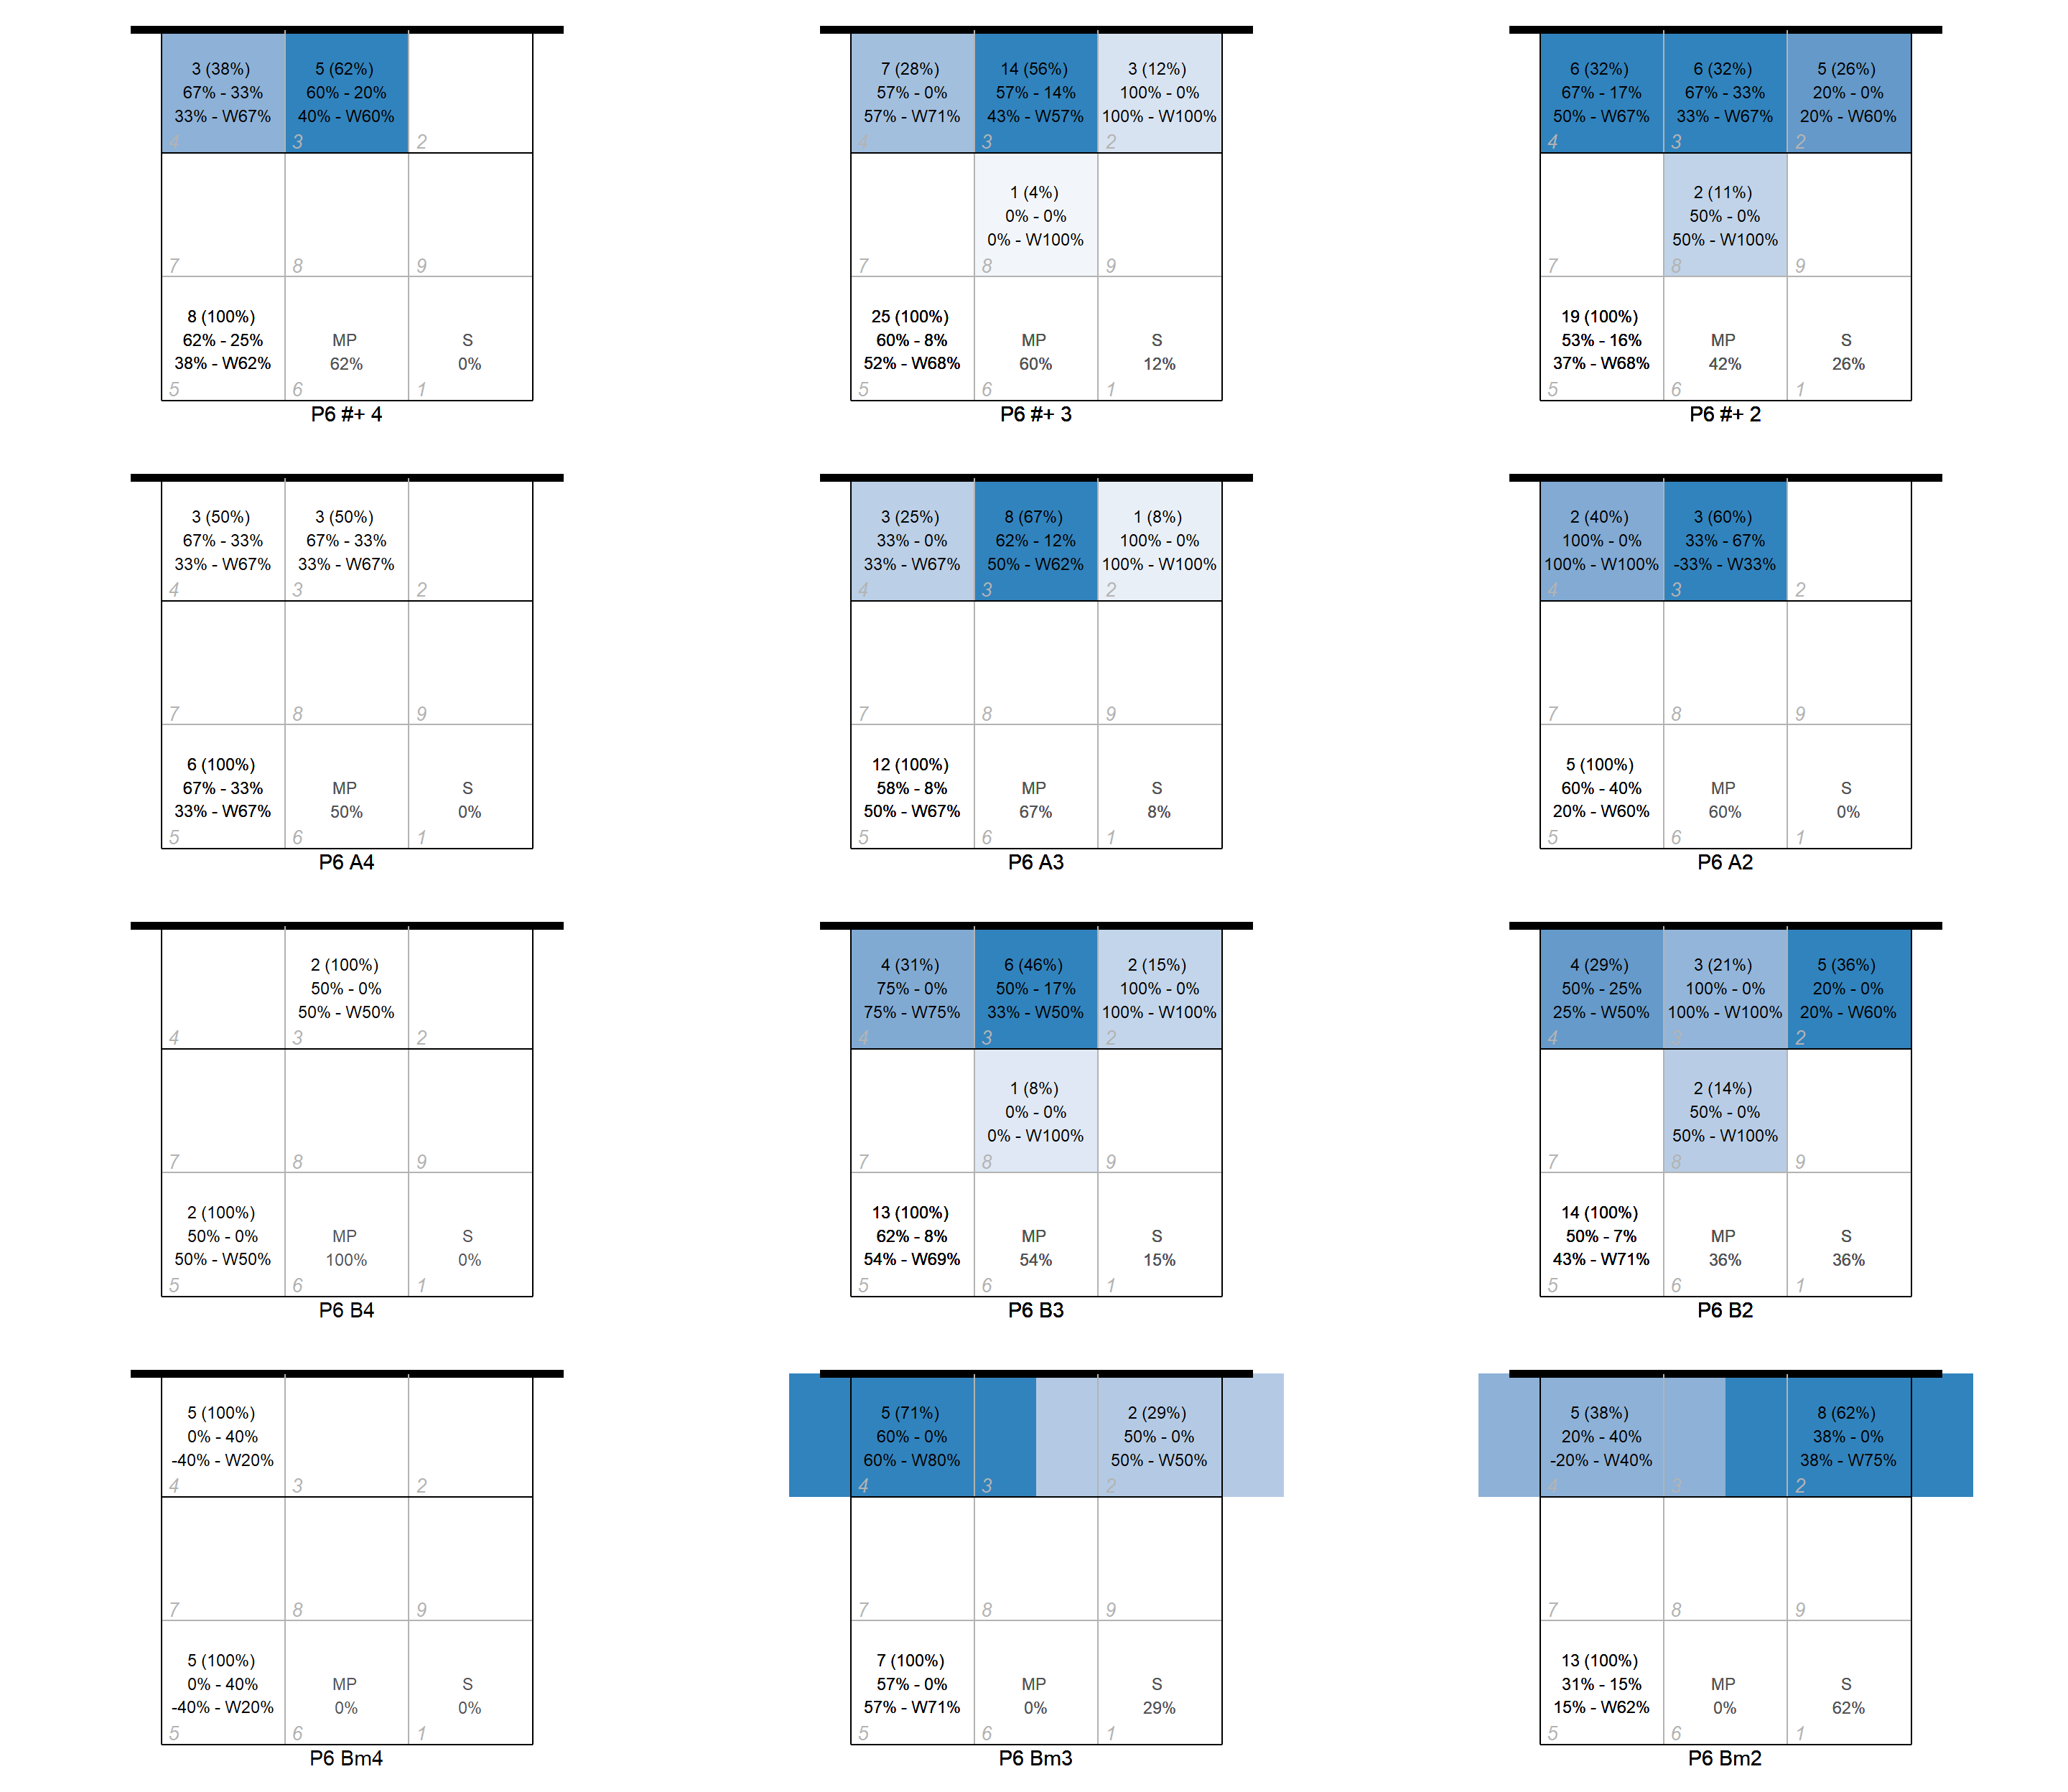 3 (38%) 5 (62%)
67% - 33% 60% - 20%
33% - W67% 40% - W60%
4 3 2
7 8 9
8 (100%)
62% - 25% MP S
38% - W62% 62% 0%
5 6 1
P6 #+ 4
7 (28%) 14 (56%) 3 (12%)
57% - 0% 57% - 14% 100% - 0%
57% - W71% 43% - W57% 100% - W100%
4 3 2
1 (4%)
0% - 0%
0% - W100%
7 8 9
25 (100%)
60% - 8% MP S
52% - W68% 60% 12%
5 6 1
P6 #+ 3
6 (32%) 6 (32%) 5 (26%)
67% - 17% 67% - 33% 20% - 0%
50% - W67% 33% - W67% 20% - W60%
4 3 2
2 (11%)
50% - 0%
50% - W100%
7 8 9
19 (100%)
53% - 16% MP S
37% - W68% 42% 26%
5 6 1
P6 #+ 2
3 (50%) 3 (50%)
67% - 33% 67% - 33%
33% - W67% 33% - W67%
4 3 2
7 8 9
6 (100%)
67% - 33% MP S
33% - W67% 50% 0%
5 6 1
P6 A4
3 (25%) 8 (67%) 1 (8%)
33% - 0% 62% - 12% 100% - 0%
33% - W67% 50% - W62% 100% - W100%
4 3 2
7 8 9
12 (100%)
58% - 8% MP S
50% - W67% 67% 8%
5 6 1
P6 A3
2 (40%) 3 (60%)
100% - 0% 33% - 67%
100% - W100% -33% - W33%
4 3 2
7 8 9
5 (100%)
60% - 40% MP S
20% - W60% 60% 0%
5 6 1
P6 A2
2 (100%)
50% - 0%
50% - W50%
4 3 2
7 8 9
2 (100%)
50% - 0% MP S
50% - W50% 100% 0%
5 6 1
P6 B4
4 (31%) 6 (46%) 2 (15%)
75% - 0% 50% - 17% 100% - 0%
75% - W75% 33% - W50% 100% - W100%
4 3 2
1 (8%)
0% - 0%
0% - W100%
7 8 9
13 (100%)
62% - 8% MP S
54% - W69% 54% 15%
5 6 1
P6 B3
4 (29%) 3 (21%) 5 (36%)
50% - 25% 100% - 0% 20% - 0%
25% - W50% 100% - W100% 20% - W60%
4 3 2
2 (14%)
50% - 0%
50% - W100%
7 8 9
14 (100%)
50% - 7% MP S
43% - W71% 36% 36%
5 6 1
P6 B2
5 (100%)
0% - 40%
-40% - W20%
4 3 2
7 8 9
5 (100%)
0% - 40% MP S
-40% - W20% 0% 0%
5 6 1
P6 Bm4
5 (71%) 2 (29%)
60% - 0% 50% - 0%
60% - W80% 50% - W50%
4 3 2
7 8 9
7 (100%)
57% - 0% MP S
57% - W71% 0% 29%
5 6 1
P6 Bm3
5 (38%) 8 (62%)
20% - 40% 38% - 0%
-20% - W40% 38% - W75%
4 3 2
7 8 9
13 (100%)
31% - 15% MP S
15% - W62% 0% 62%
5 6 1
P6 Bm2